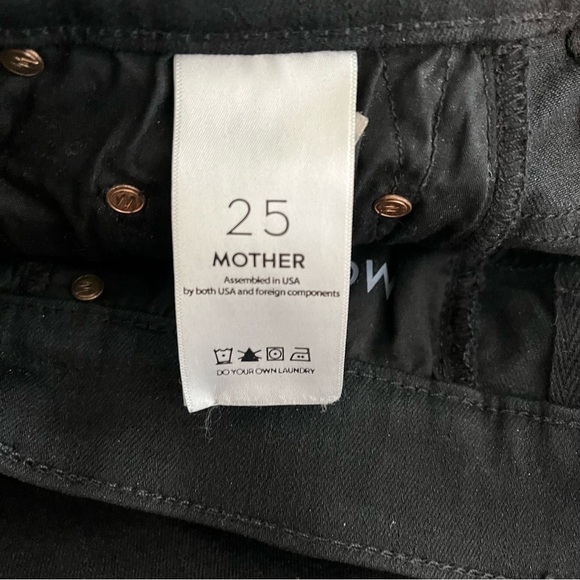 25
MOTHER
Assembled in USA
by both USA and foreign components
DO YOUR OWN LAUNDRY